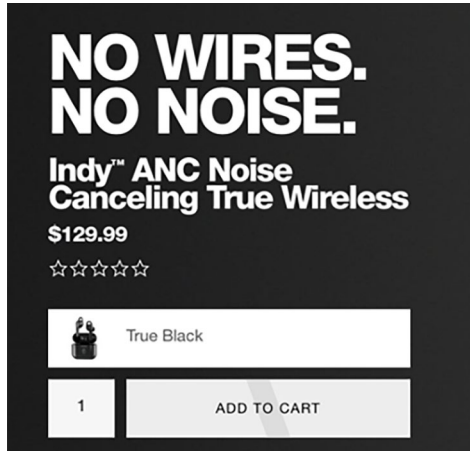 NO WIRES.
NO NOISE.
Indy™ ANC Noise
Canceling True Wireless
$129.99
True Black
1
ADD TO CART